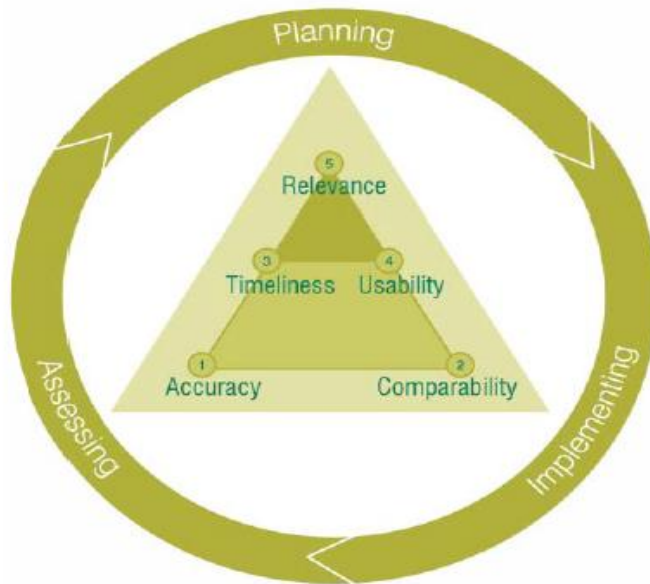 Planning
5
Relevance
3
4
Timeliness
Usability
1
2
Accuracy
Comparability
Assessing
Implementing